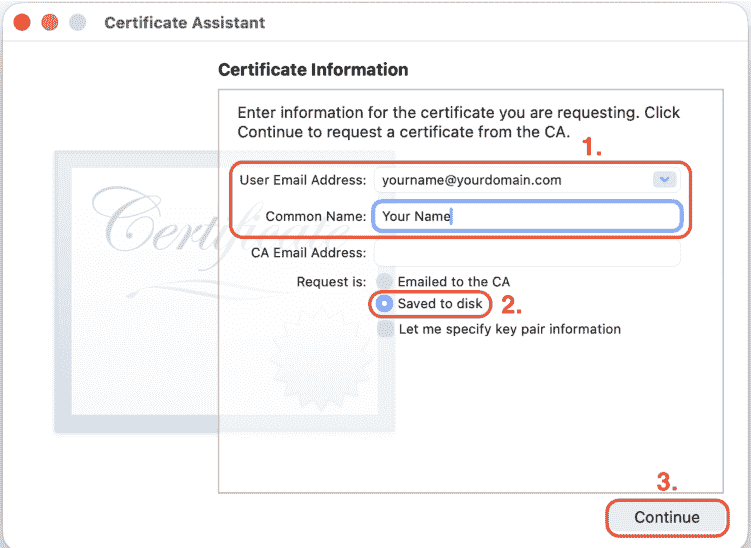 Certificate Assistant
Certificate Information
Enter information for the certificate you are requesting. Click
Continue to request a certificate from the CA.
1.
User Email Address: yourname@yourdomain.com
Common Name: Your Name
CA Email Address:
Request is: Emailed to the CA
Saved to disk 2.
Let me specify key pair information
Certificate
3.
Continue